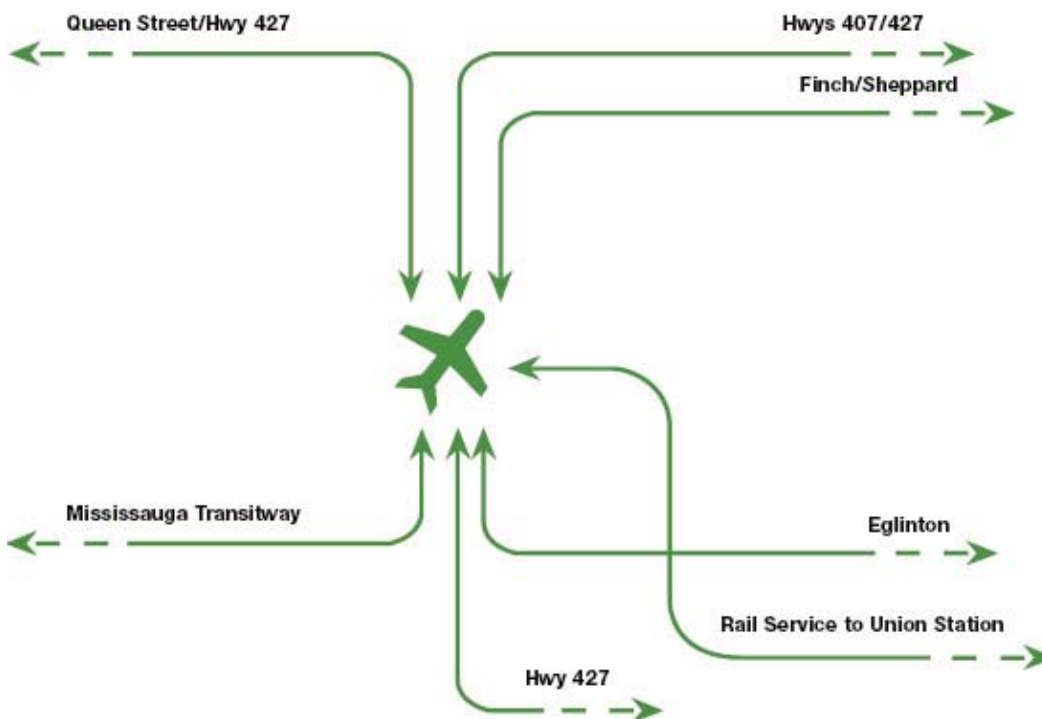 Queen Street/Hwy 427
Hwys 407/427
Finch/Sheppard
Mississauga Transitway
Eglinton
Rail Service to Union Station
Hwy 427